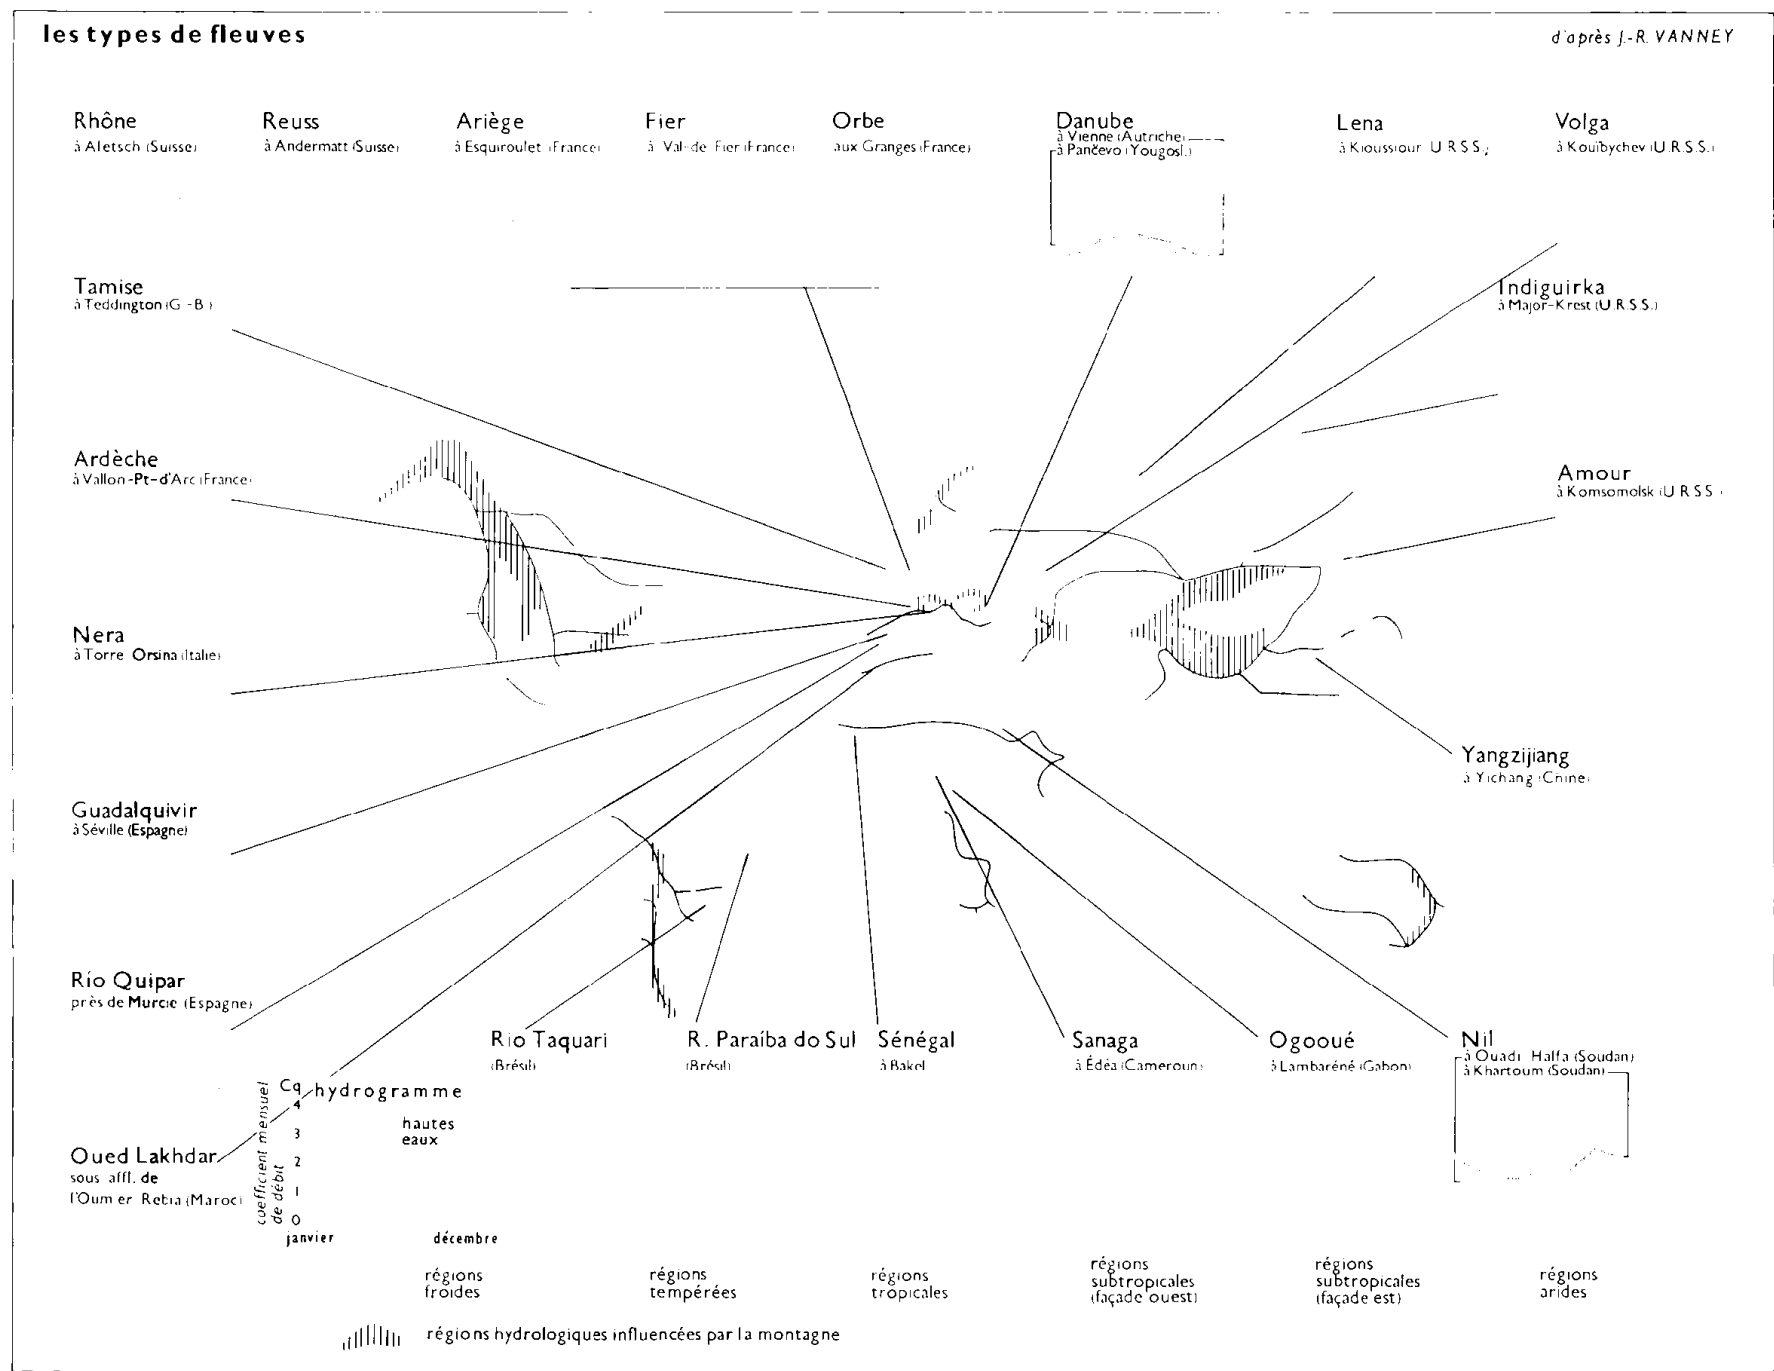 les types de fleuves
d'après J.-R. VANNEY
Rhône
à Aletsch (Suisse)
Reuss
à Andermatt (Suisse)
Ariège
à Esquiroulet (France)
Fier
à Val-de Fier (France)
Orbe
aux Granges (France)
Danube
à Vienne (Autriche)
à Pančevo (Yougosl.)
Lena
à Kioussiour U.R.S.S.)
Volga
à Kouïbychev (U.R.S.S.)
Tamise
à Teddington (G.-B.)
Indiguirka
à Major-Krest (U.R.S.S.)
Ardèche
à Vallon-Pt-d'Arc (France)
Amour
à Komsomolsk (U.R.S.S.)
Nera
à Torre Orsina (Italie)
Yangzijiang
à Yichang (Chine)
Guadalquivir
à Séville (Espagne)
Río Quipar
près de Murcie (Espagne)
Rio Taquari
(Brésil)
R. Paraíba do Sul
(Brésil)
Sénégal
à Bakel
Sanaga
à Édéa (Cameroun)
Ogooué
à Lambaréné (Gabon)
Nil
à Ouadi Halfa (Soudan)
à Khartoum (Soudan)
Oued Lakhdar
sous affl. de
l'Oum er Rebia (Maroc)
Cq hydrogramme
coefficient mensuel
de débit
4
3
2
1
0
hautes
eaux
janvier
décembre
régions
froides
régions
tempérées
régions
tropicales
régions
subtropicales
(façade ouest)
régions
subtropicales
(façade est)
régions
arides
régions hydrologiques influencées par la montagne